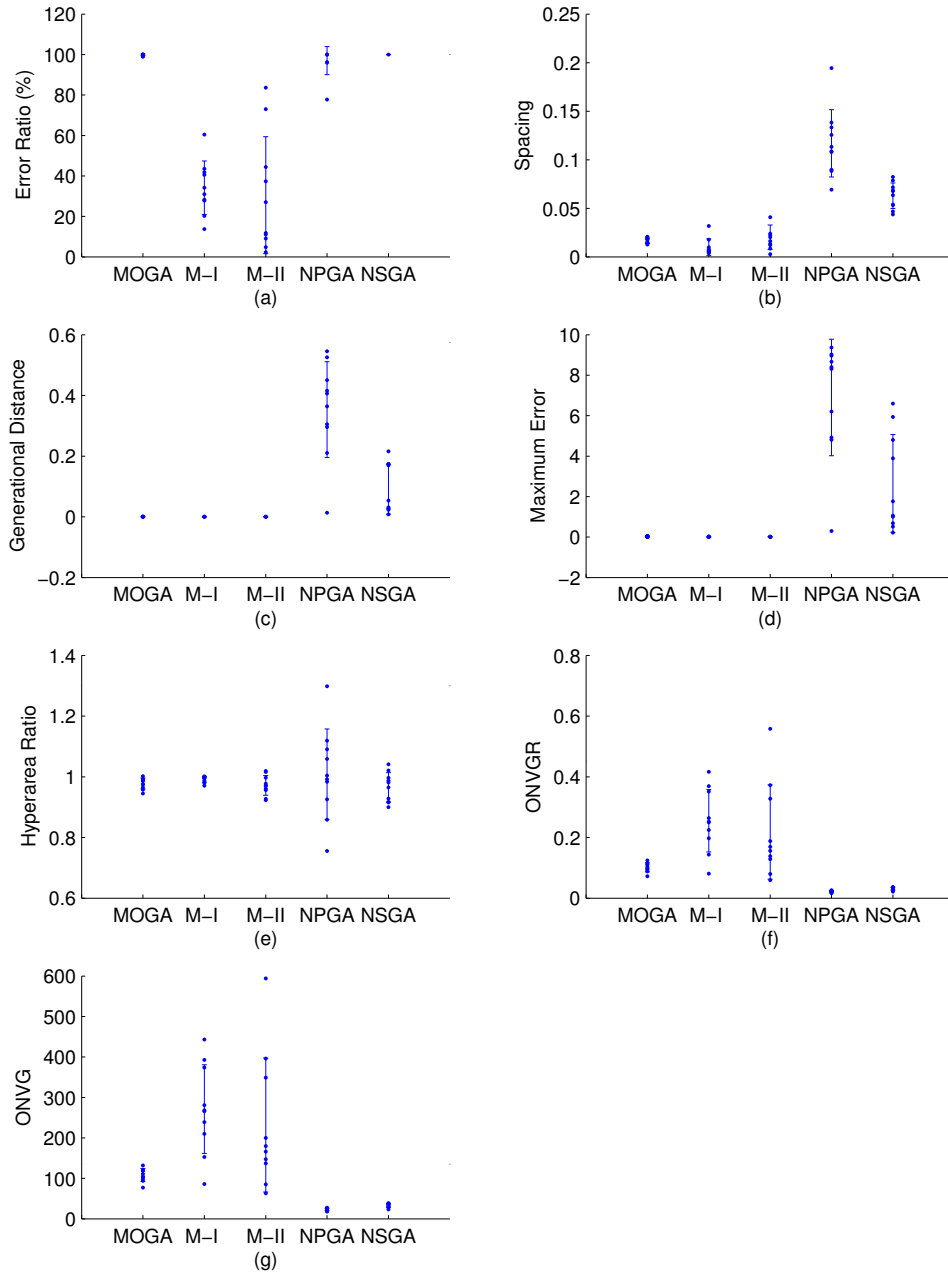 120
100
80
60
40
20
0
Error Ratio (%)
MOGA M−I M−II NPGA NSGA
(a)
0.25
0.2
0.15
0.1
0.05
0
Spacing
MOGA M−I M−II NPGA NSGA
(b)
0.6
0.4
0.2
0
−0.2
Generational Distance
MOGA M−I M−II NPGA NSGA
(c)
10
8
6
4
2
0
−2
Maximum Error
MOGA M−I M−II NPGA NSGA
(d)
1.4
1.2
1
0.8
0.6
Hyperarea Ratio
MOGA M−I M−II NPGA NSGA
(e)
0.8
0.6
0.4
0.2
0
ONVGR
MOGA M−I M−II NPGA NSGA
(f)
600
500
400
300
200
100
0
ONVG
MOGA M−I M−II NPGA NSGA
(g)